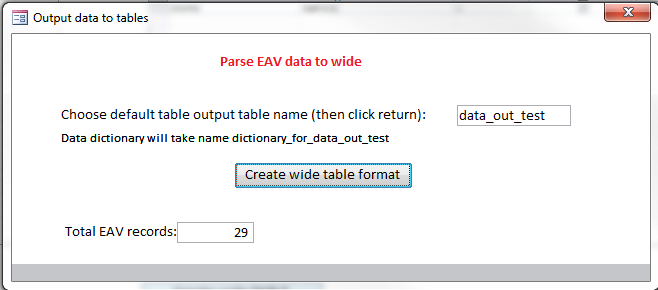 Output data to tables
Parse EAV data to wide
Choose default table output table name (then click return): data_out_test
Data dictionary will take name dictionary_for_data_out_test
Create wide table format
Total EAV records: 29